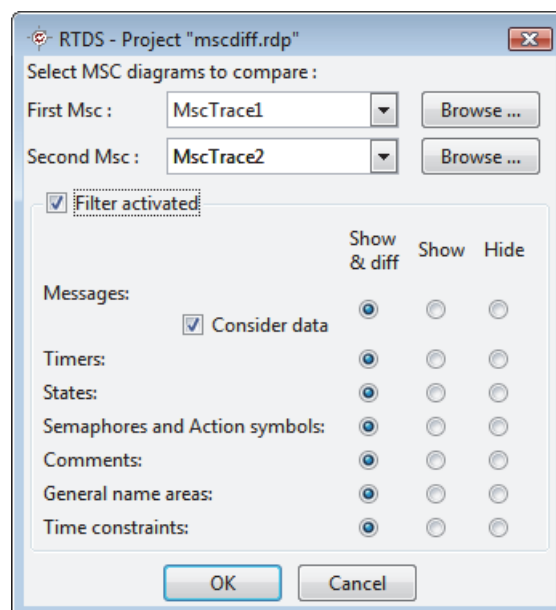 RTDS - Project "mscdiff.rdp"
Select MSC diagrams to compare :
First Msc : MscTrace1 Browse ...
Second Msc : MscTrace2 Browse ...
Filter activated
Show & diff Show Hide
Messages:
Consider data
Timers:
States:
Semaphores and Action symbols:
Comments:
General name areas:
Time constraints:
OK Cancel